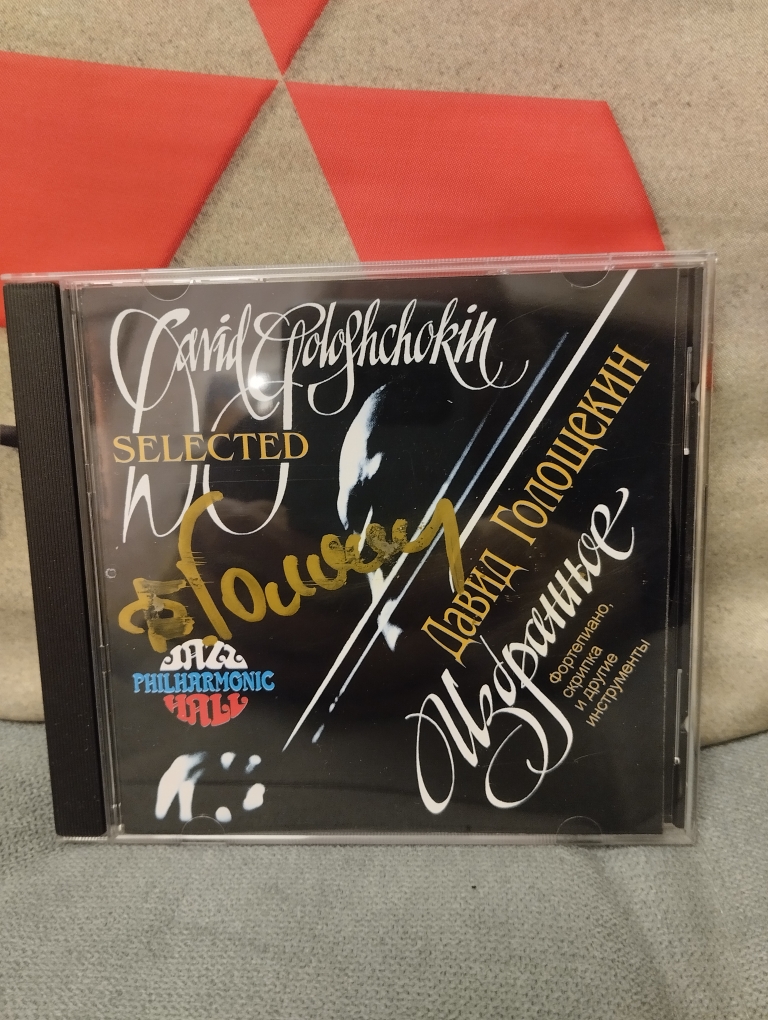 David Goloshchokin
SELECTED
JAZZ
PHILHARMONIC
HALL
Давид Голощекин
Избранное
Фортепиано,
скрипка
и другие
инструменты